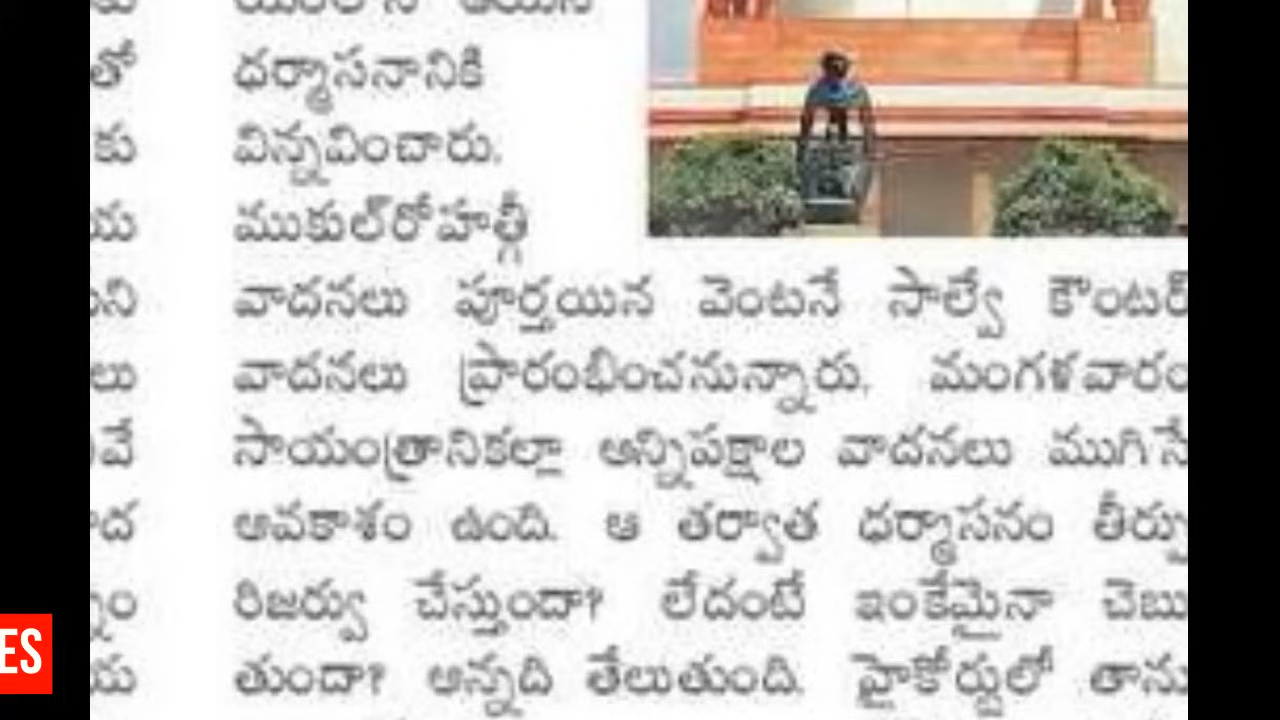 తో
ధర్మాసనానికి
కు
విన్నవించారు.
య
ముకుల్‌రోహత్గీ
ని
వాదనలు పూర్తయిన వెంటనే సాల్వే కౌంటర్
లు
వాదనలు ప్రారంభించనున్నారు. మంగళవారం
వే
సాయంత్రానికల్లా అన్నిపక్షాల వాదనలు ముగిసే
ద
అవకాశం ఉంది. ఆ తర్వాత ధర్మాసనం తీర్పు
రిజర్వు చేస్తుందా? లేదంటే ఇంకేమైనా చెబు
ES
య
తుందా? అన్నది తేలుతుంది. హైకోర్టులో తాను